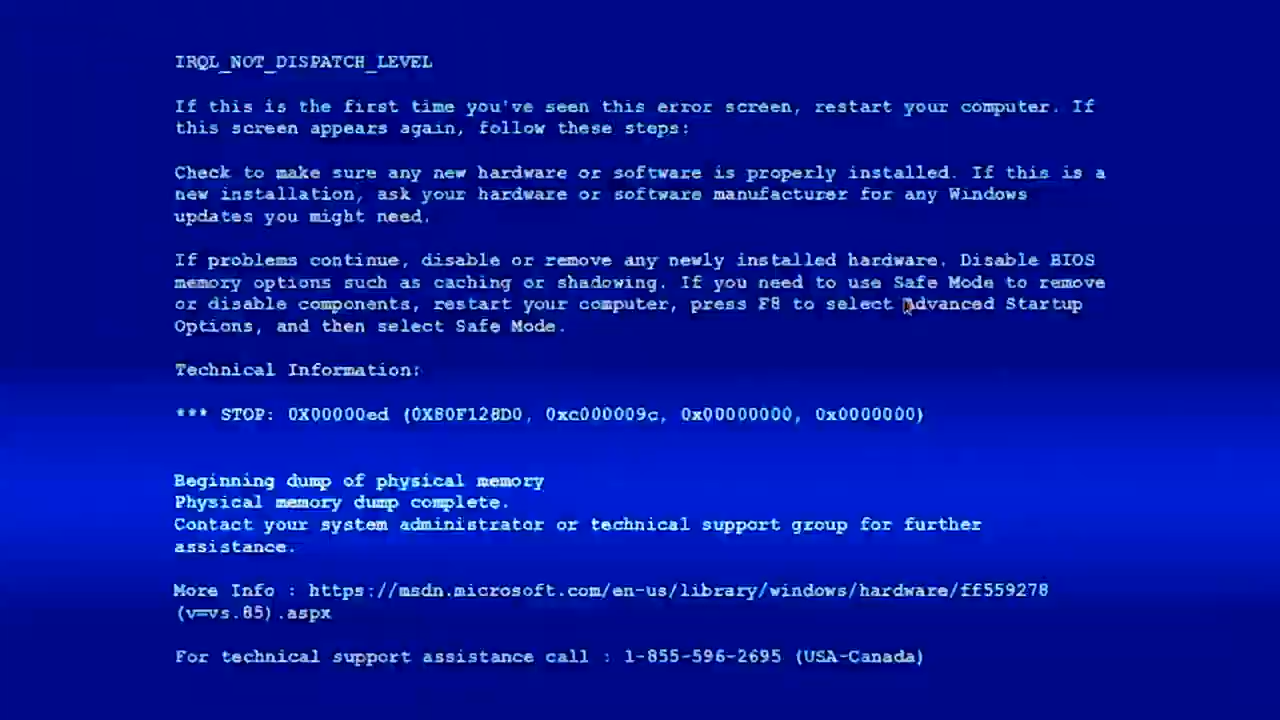 IRQL_NOT_DISPATCH_LEVEL
If this is the first time you've seen this error screen, restart your computer. If
this screen appears again, follow these steps:
Check to make sure any new hardware or software is properly installed. If this is a
new installation, ask your hardware or software manufacturer for any Windows
updates you might need.
If problems continue, disable or remove any newly installed hardware. Disable BIOS
memory options such as caching or shadowing. If you need to use Safe Mode to remove
or disable components, restart your computer, press F8 to select Advanced Startup
Options, and then select Safe Mode.
Technical Information:
*** STOP: 0X00000ed (0X80F128D0, 0xc000009c, 0x00000000, 0x0000000)
Beginning dump of physical memory
Physical memory dump complete.
Contact your system administrator or technical support group for further
assistance.
More Info : https://msdn.microsoft.com/en-us/library/windows/hardware/ff559278
(v=vs.85).aspx
For technical support assistance call : 1-855-596-2695 (USA-Canada)